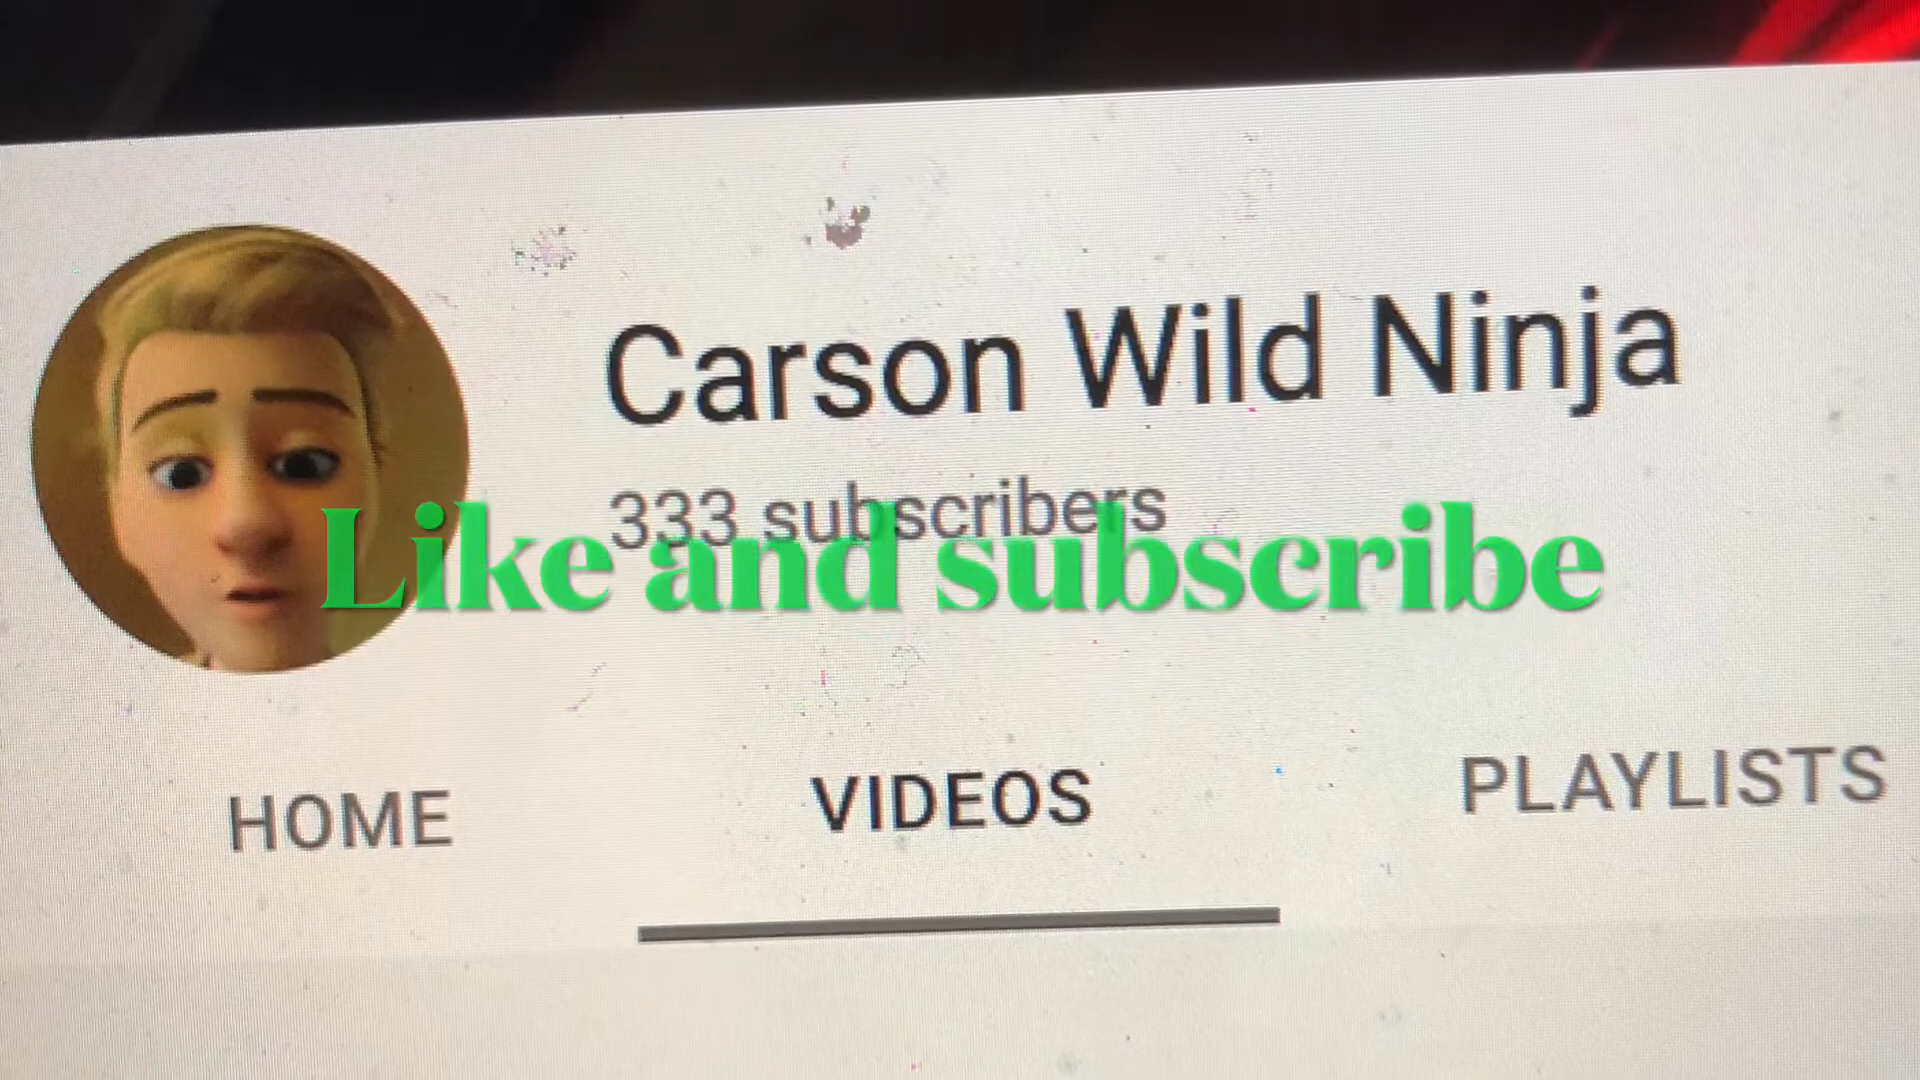 Carson Wild Ninja
333 subscribers
Like and subscribe
HOME
VIDEOS
PLAYLISTS